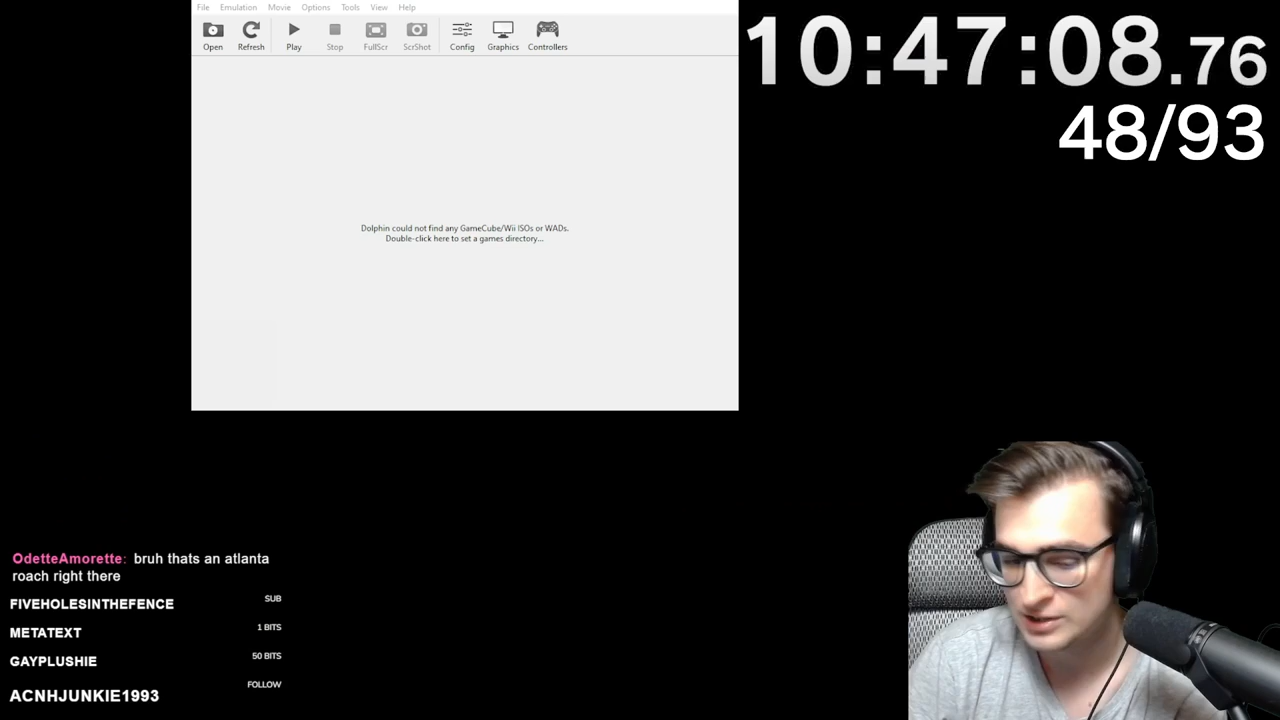 File Emulation Movie Options Tools View Help
Open Refresh Play Stop FullScr ScrShot Config Graphics Controllers
10:47:08.76
48/93
Dolphin could not find any GameCube/Wii ISOs or WADs.
Double-click here to set a games directory...
OdetteAmorette: bruh thats an atlanta
roach right there
FIVEHOLESINTHEFENCE SUB
METATEXT 1 BITS
GAYPLUSHIE 50 BITS
ACNHJUNKIE1993 FOLLOW